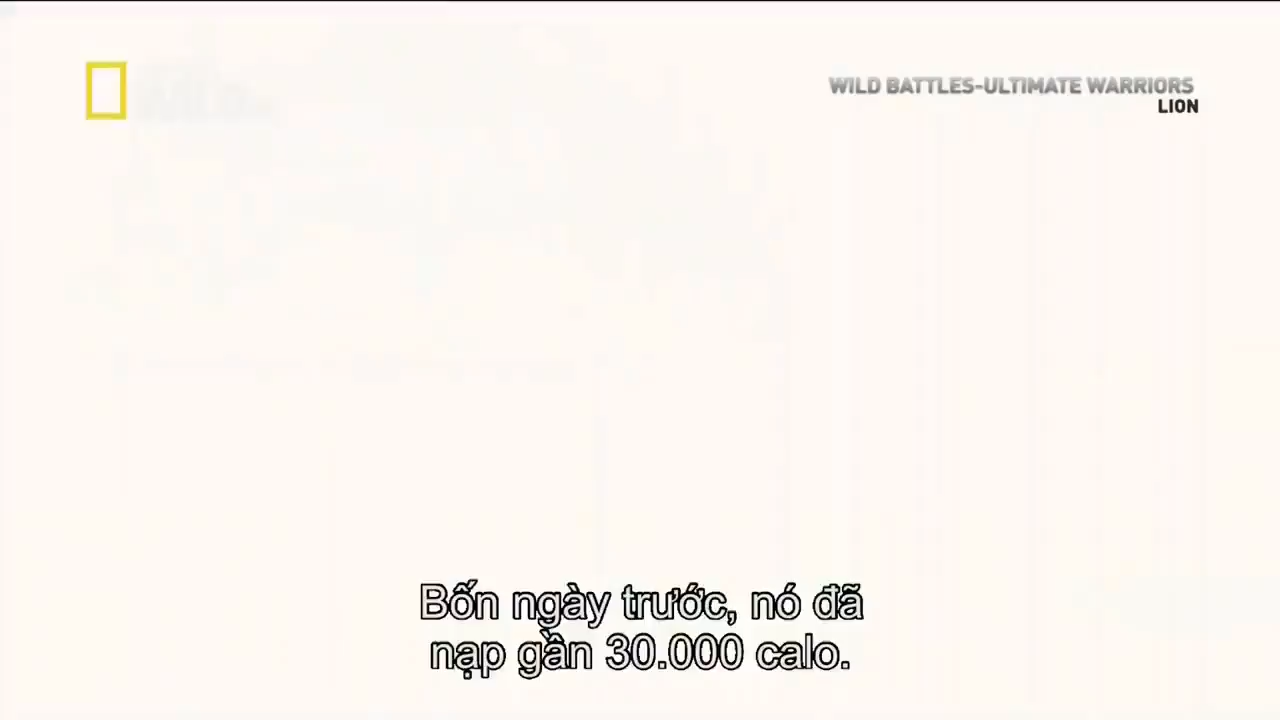 WILD BATTLES-ULTIMATE WARRIORS
LION
Bốn ngày trước, nó đã
nạp gần 30.000 calo.